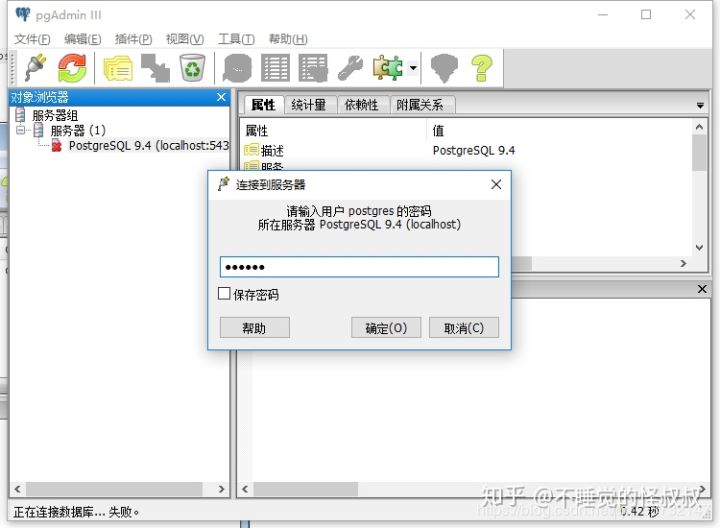 pgAdmin III
文件(F) 编辑(E) 插件(P) 视图(V) 工具(T) 帮助(H)
对象浏览器
服务器组
服务器 (1)
PostgreSQL 9.4 (localhost:543
属性 统计量 依赖性 附属关系
属性 值
描述 PostgreSQL 9.4
服务
连接到服务器
请输入用户 postgres 的密码
所在服务器 PostgreSQL 9.4 (localhost)
••••••
保存密码
帮助 确定(O) 取消(C)
正在连接数据库... 失败。
0.42 秒
知乎 @不睡觉的怪叔叔